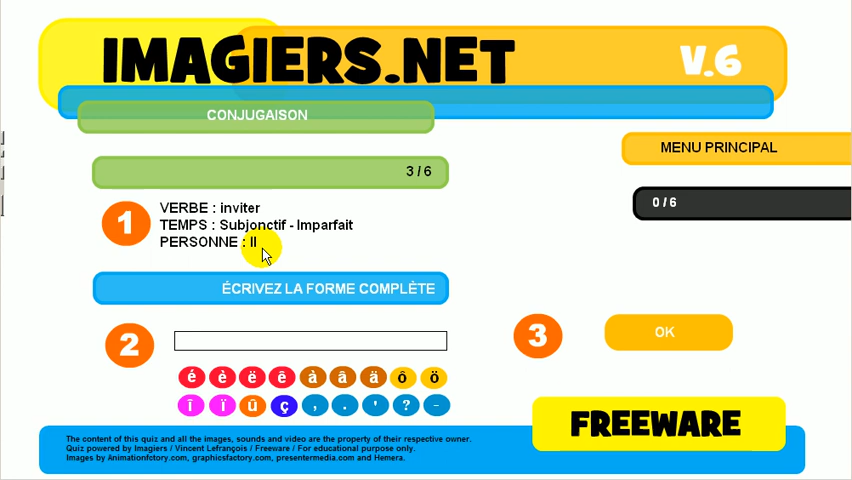 IMAGIERS.NET
V.6
CONJUGAISON
MENU PRINCIPAL
3 / 6
0 / 6
1
VERBE : inviter
TEMPS : Subjonctif - Imparfait
PERSONNE : Il
ÉCRIVEZ LA FORME COMPLÈTE
2
3
OK
é è ë ê à â ä ô ö
î ï û ç , . ' ? -
FREEWARE
The content of this quiz and all the images, sounds and video are the property of their respective owner.
Quiz powered by Imagiers / Vincent Lefrançois / Freeware / For educational purpose only.
Images by Animationfctory.com, graphicsfactory.com, presentermedia.com and Hemera.